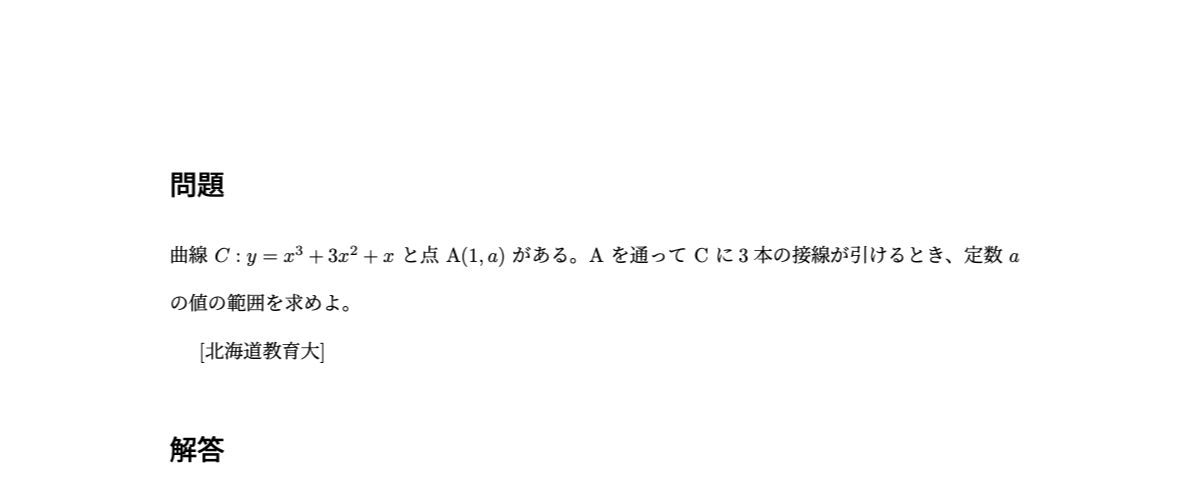 問題
曲線 C : y = x³ + 3x² + x と点 A(1, a) がある。A を通って C に 3 本の接線が引けるとき、定数 a
の値の範囲を求めよ。
[北海道教育大]
解答